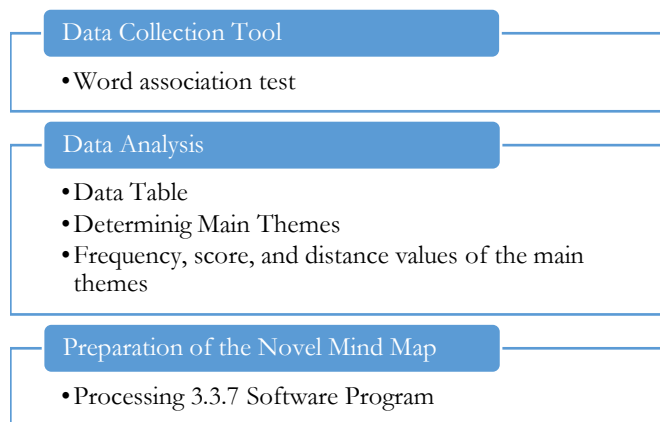 Data Collection Tool
•Word association test
Data Analysis
•Data Table
•Determinig Main Themes
•Frequency, score, and distance values of the main
themes
Preparation of the Novel Mind Map
•Processing 3.3.7 Software Program